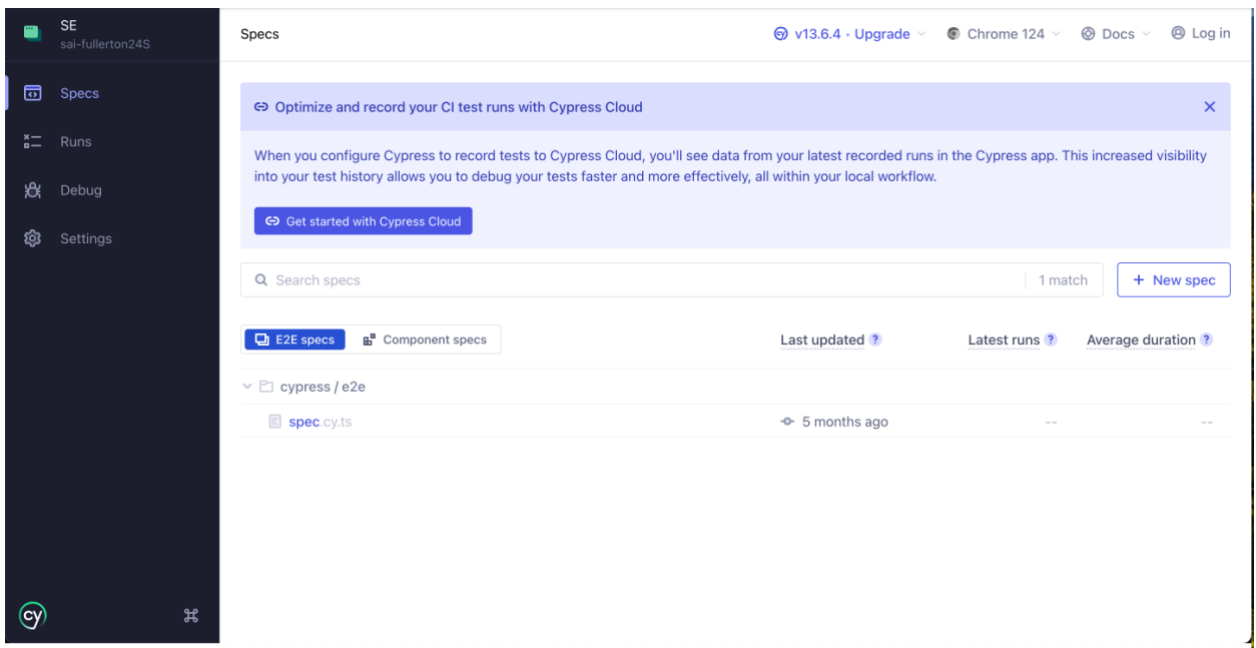 SE
sai-fullerton24S
Specs
Runs
Debug
Settings
cy
Specs
v13.6.4 · Upgrade
Chrome 124
Docs
Log in
Optimize and record your CI test runs with Cypress Cloud
When you configure Cypress to record tests to Cypress Cloud, you'll see data from your latest recorded runs in the Cypress app. This increased visibility
into your test history allows you to debug your tests faster and more effectively, all within your local workflow.
Get started with Cypress Cloud
Search specs
1 match
+ New spec
E2E specs
Component specs
Last updated ?
Latest runs ?
Average duration ?
cypress / e2e
spec.cy.ts
5 months ago
--
--